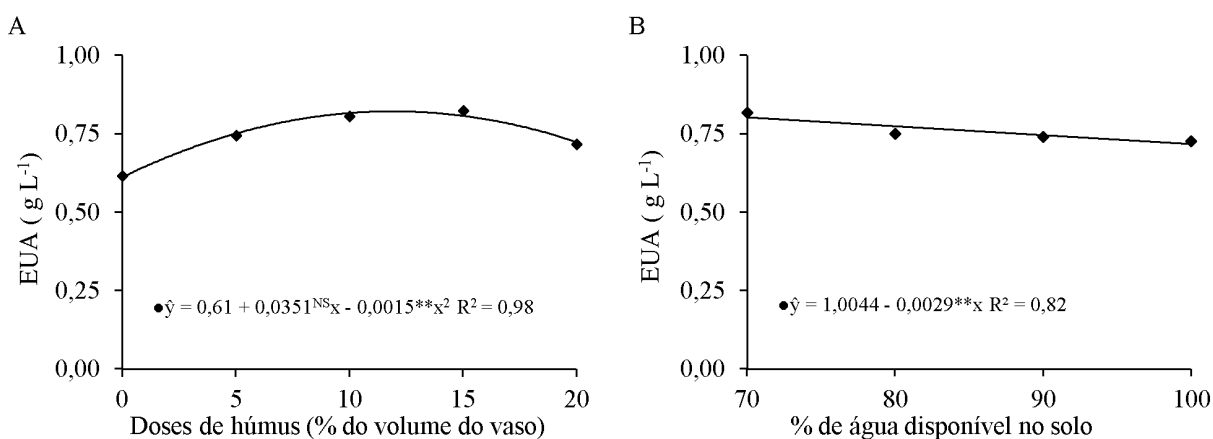 A
1,00
0,75
0,50
0,25
0,00
EUA ( g L⁻¹)
●ŷ = 0,61 + 0,0351ᴺˢx - 0,0015**x² R² = 0,98
0 5 10 15 20
Doses de húmus (% do volume do vaso)
B
1,00
0,75
0,50
0,25
0,00
EUA ( g L⁻¹)
●ŷ = 1,0044 - 0,0029**x R² = 0,82
70 80 90 100
% de água disponível no solo